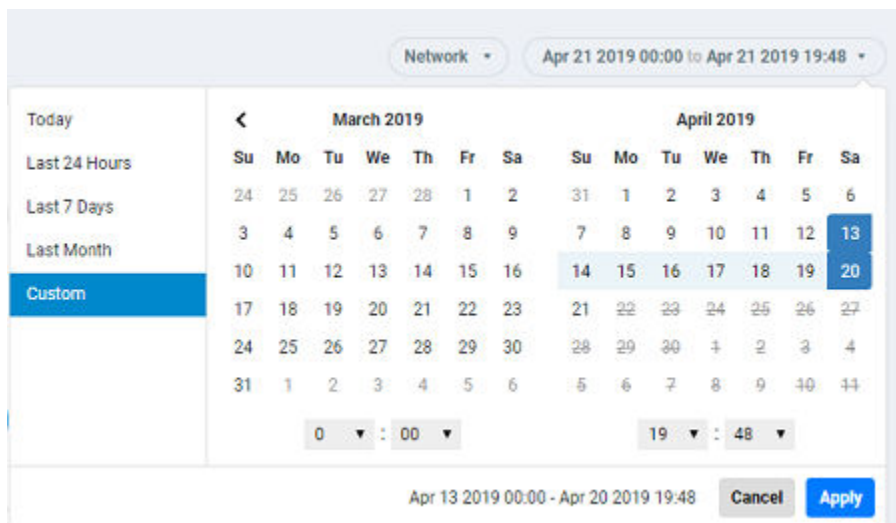 Network Apr 21 2019 00:00 to Apr 21 2019 19:48
Today
Last 24 Hours
Last 7 Days
Last Month
Custom
March 2019
Su Mo Tu We Th Fr Sa
24 25 26 27 28 1 2
3 4 5 6 7 8 9
10 11 12 13 14 15 16
17 18 19 20 21 22 23
24 25 26 27 28 29 30
31 1 2 3 4 5 6
0 : 00
April 2019
Su Mo Tu We Th Fr Sa
31 1 2 3 4 5 6
7 8 9 10 11 12 13
14 15 16 17 18 19 20
21 22 23 24 25 26 27
28 29 30 1 2 3 4
5 6 7 8 9 10 11
19 : 48
Apr 13 2019 00:00 - Apr 20 2019 19:48 Cancel Apply